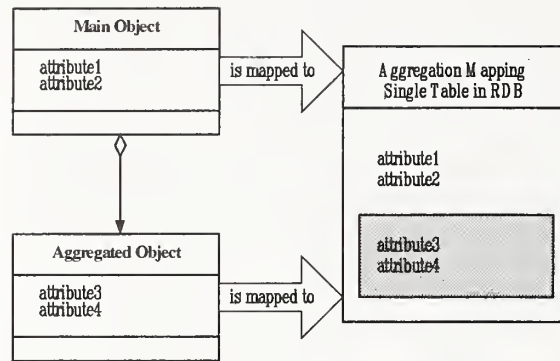 Main Object
attribute1
attribute2
is mapped to
Aggregation Mapping
Single Table in RDB
attribute1
attribute2
Aggregated Object
attribute3
attribute4
is mapped to
attribute3
attribute4